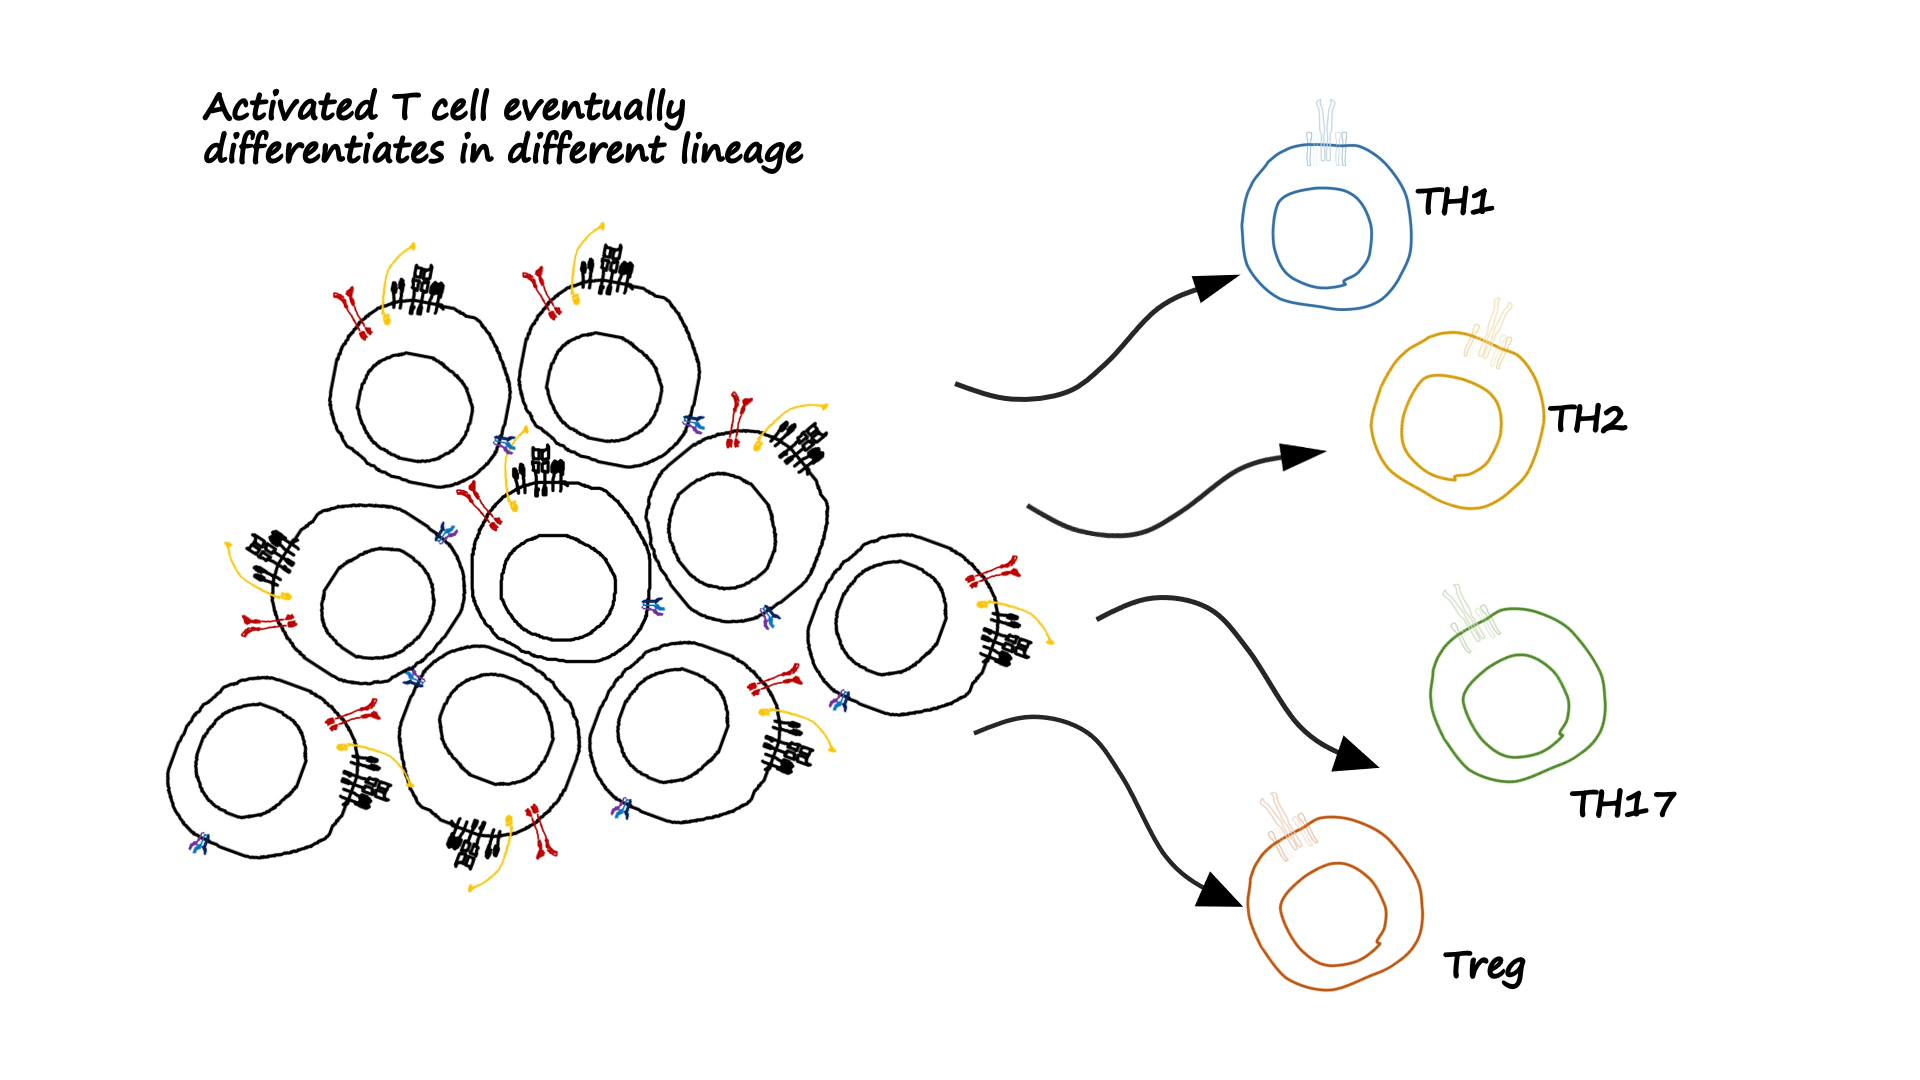 Activated T cell eventually
differentiates in different lineage
TH1
TH2
TH17
Treg